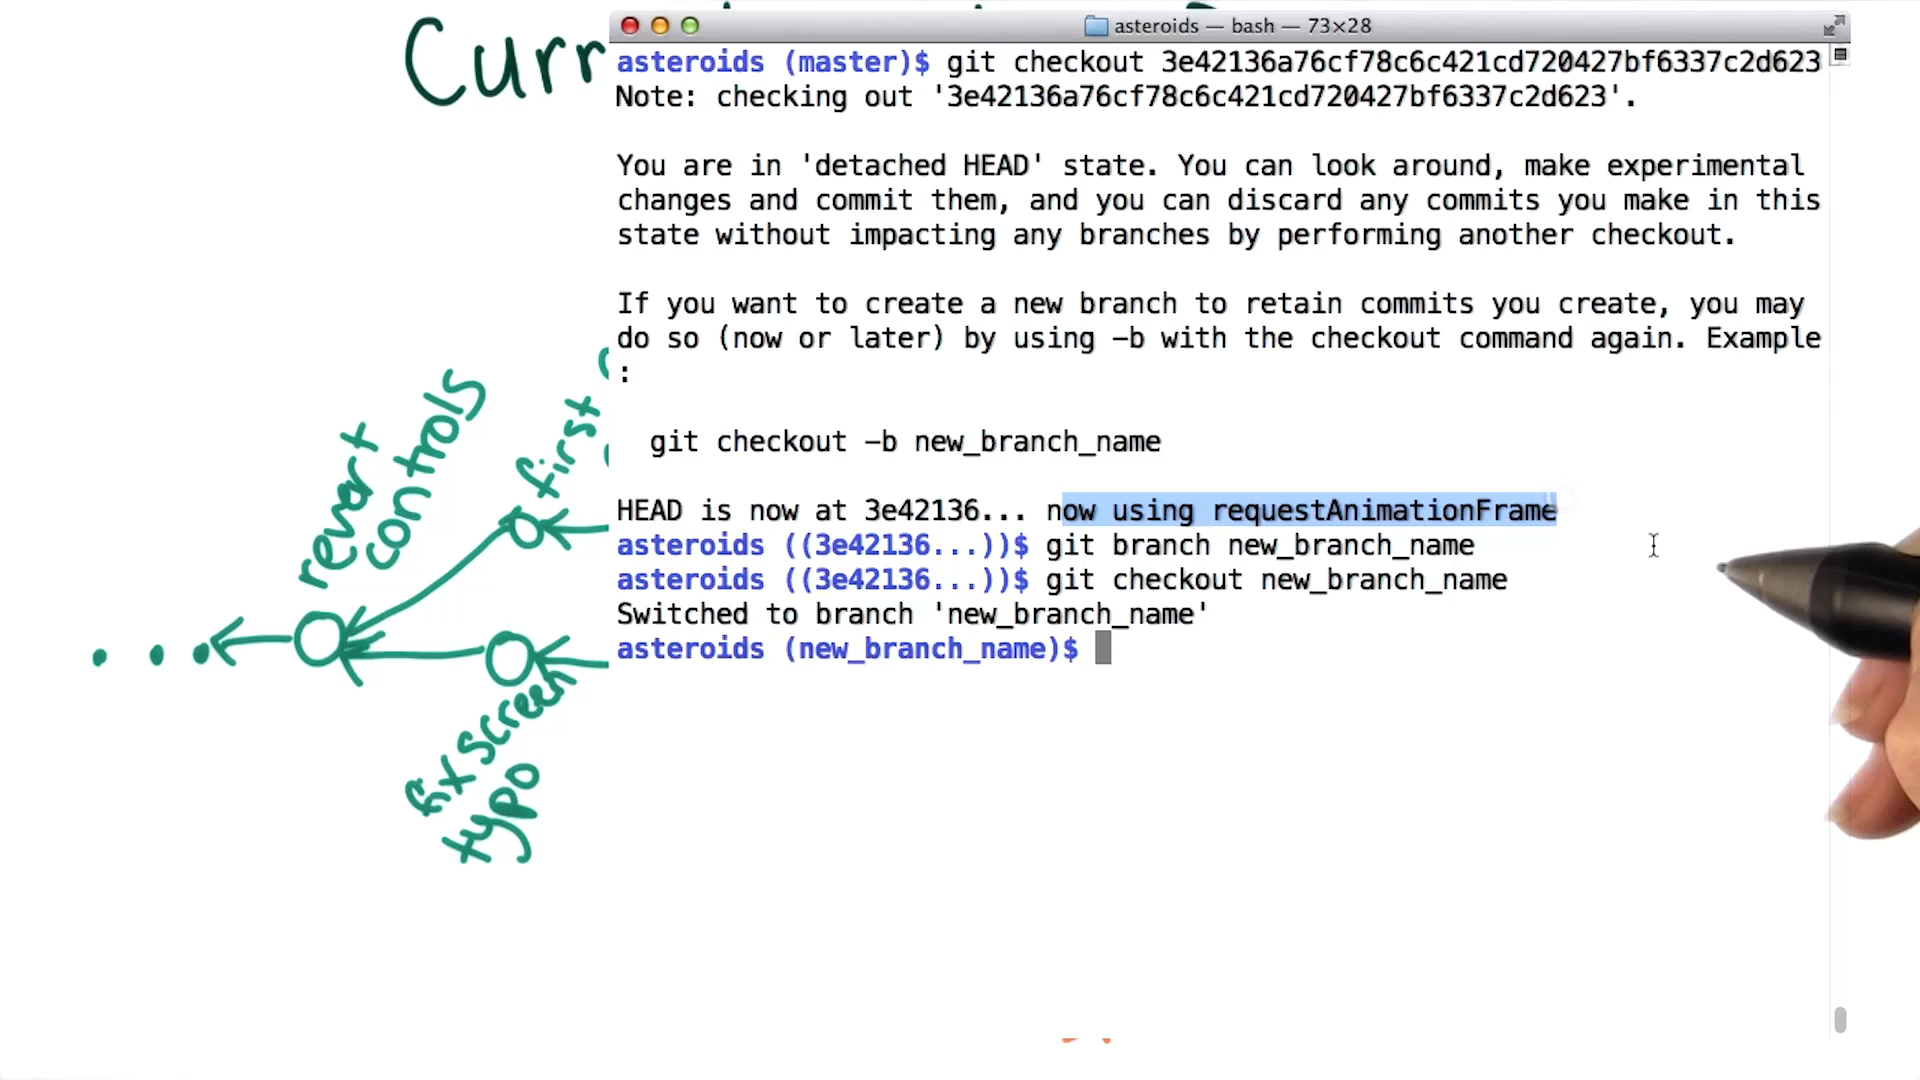 Curr
asteroids — bash — 73×28
asteroids (master)$ git checkout 3e42136a76cf78c6c421cd720427bf6337c2d623
Note: checking out '3e42136a76cf78c6c421cd720427bf6337c2d623'.
You are in 'detached HEAD' state. You can look around, make experimental
changes and commit them, and you can discard any commits you make in this
state without impacting any branches by performing another checkout.
If you want to create a new branch to retain commits you create, you may
do so (now or later) by using -b with the checkout command again. Example
:
git checkout -b new_branch_name
HEAD is now at 3e42136... now using requestAnimationFrame
asteroids ((3e42136...))$ git branch new_branch_name
asteroids ((3e42136...))$ git checkout new_branch_name
Switched to branch 'new_branch_name'
asteroids (new_branch_name)$
revert
controls
first
fix screen
typo